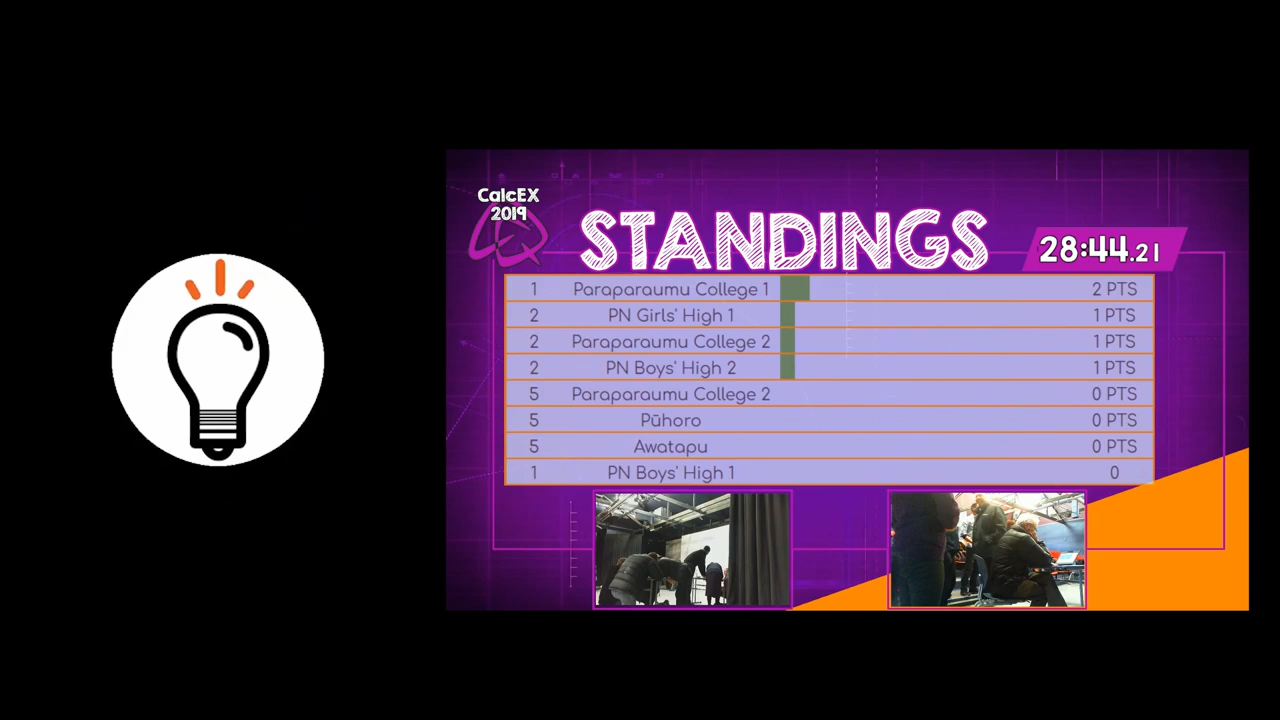 CalcEX
2019
STANDINGS
28:44.21
1 Paraparaumu College 1 2 PTS
2 PN Girls' High 1 1 PTS
2 Paraparaumu College 2 1 PTS
2 PN Boys' High 2 1 PTS
5 Paraparaumu College 2 0 PTS
5 Pūhoro 0 PTS
5 Awatapu 0 PTS
1 PN Boys' High 1 0